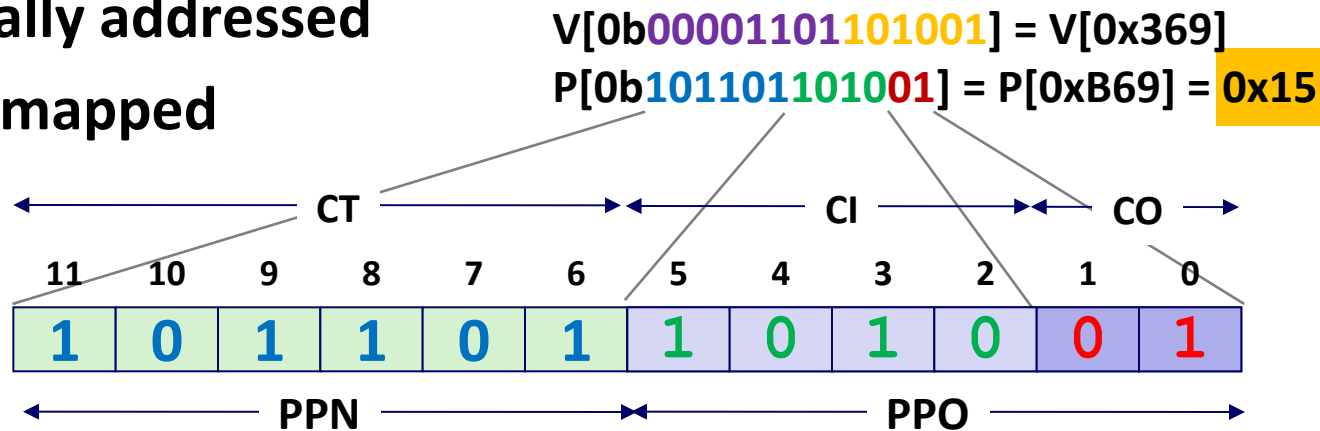 ally addressed
mapped
V[0b00001101101001] = V[0x369]
P[0b101101101001] = P[0xB69] = 0x15
CT CI CO
11 10 9 8 7 6 5 4 3 2 1 0
1 0 1 1 0 1 1 0 1 0 0 1
PPN PPO